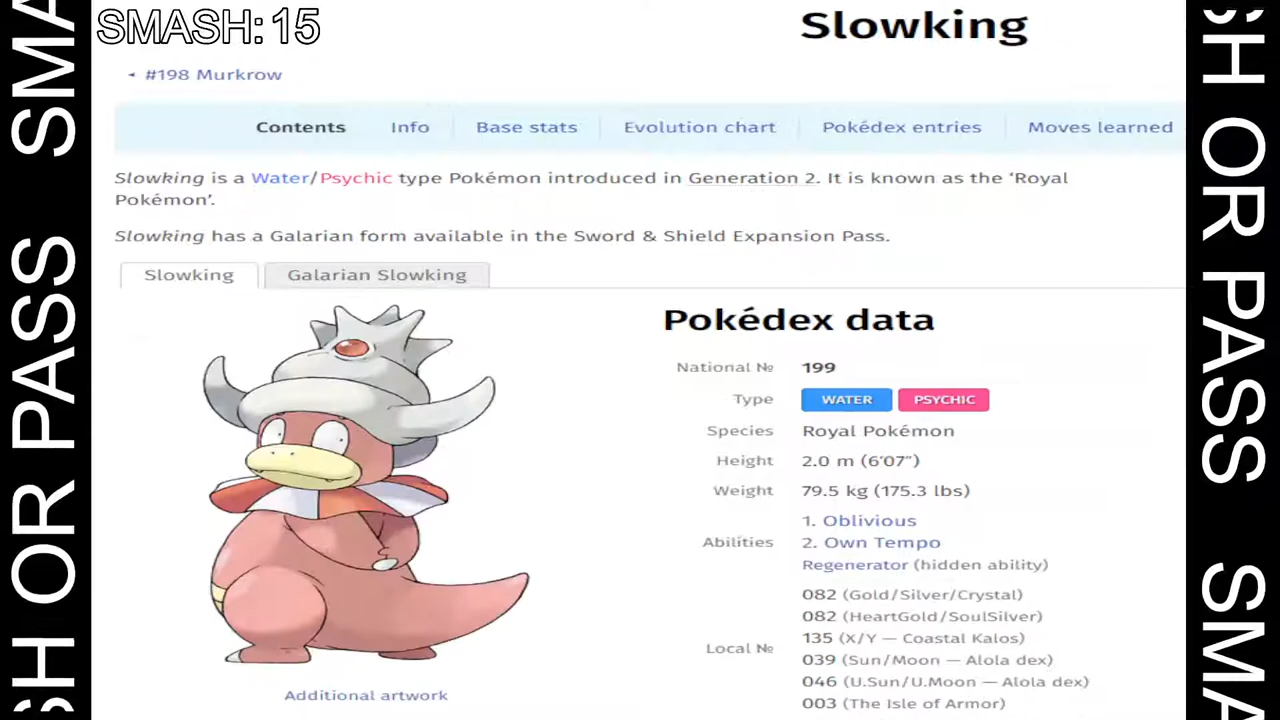 SMASH: 15
Slowking
#198 Murkrow
Contents Info Base stats Evolution chart Pokédex entries Moves learned
Slowking is a Water/Psychic type Pokémon introduced in Generation 2. It is known as the ‘Royal
Pokémon’.
Slowking has a Galarian form available in the Sword & Shield Expansion Pass.
Slowking Galarian Slowking
Pokédex data
National № 199
Type WATER PSYCHIC
Species Royal Pokémon
Height 2.0 m (6′07″)
Weight 79.5 kg (175.3 lbs)
Abilities 1. Oblivious
2. Own Tempo
Regenerator (hidden ability)
Local № 082 (Gold/Silver/Crystal)
082 (HeartGold/SoulSilver)
135 (X/Y — Coastal Kalos)
039 (Sun/Moon — Alola dex)
046 (U.Sun/U.Moon — Alola dex)
003 (The Isle of Armor)
Additional artwork
SH OR PASS SMA
SH OR PASS SMA